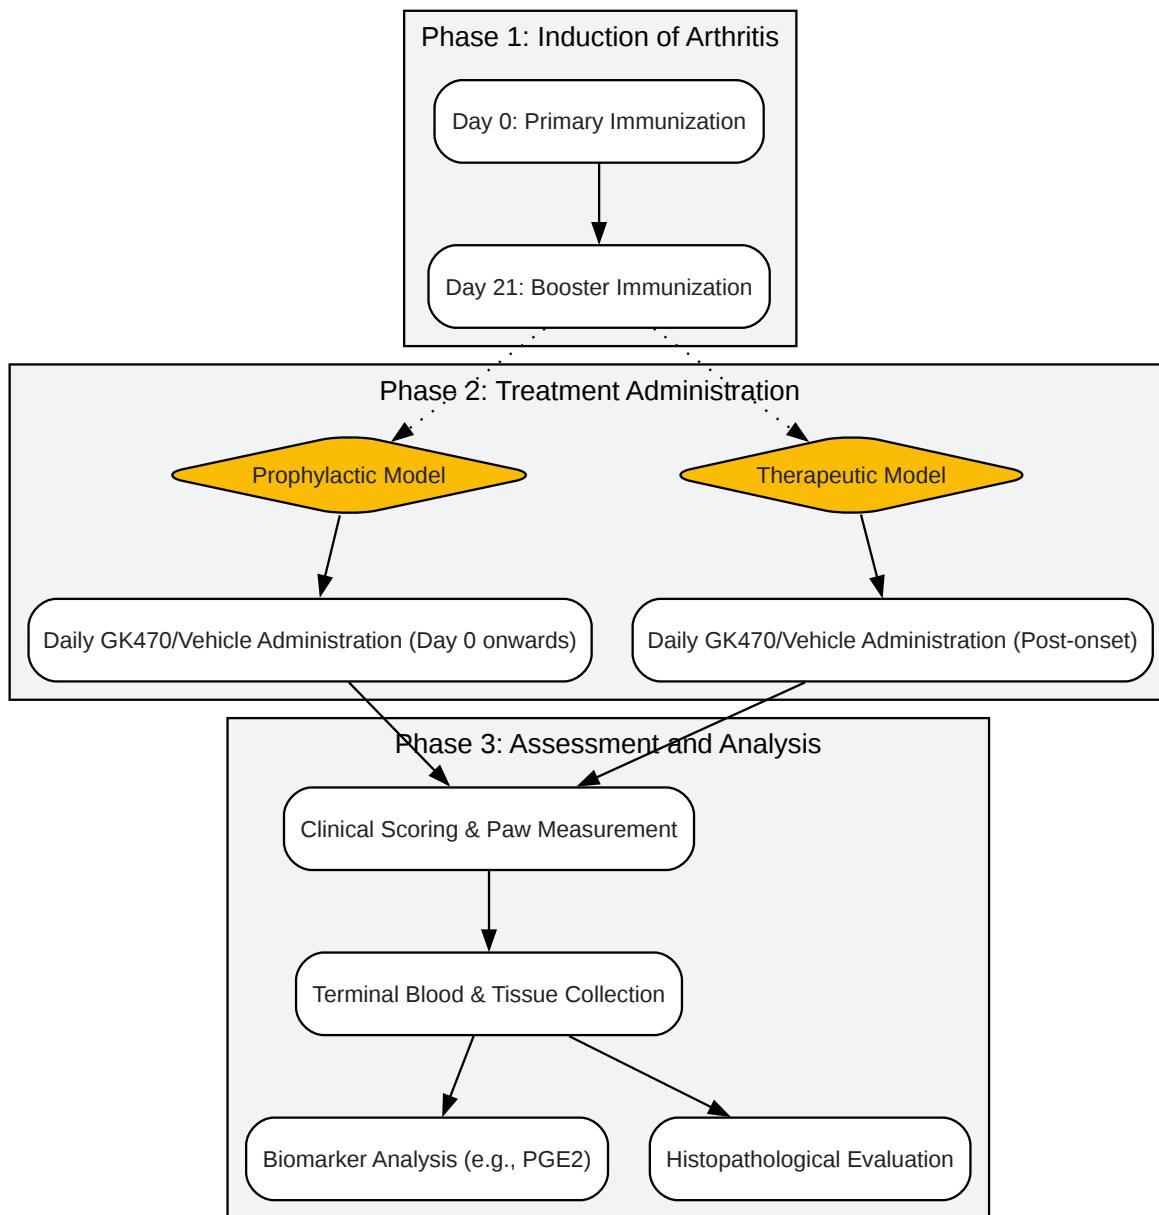 Phase 1: Induction of Arthritis
Day 0: Primary Immunization
Day 21: Booster Immunization
Phase 2: Treatment Administration
Prophylactic Model
Therapeutic Model
Daily GK470/Vehicle Administration (Day 0 onwards)
Daily GK470/Vehicle Administration (Post-onset)
Phase 3: Assessment and Analysis
Clinical Scoring & Paw Measurement
Terminal Blood & Tissue Collection
Biomarker Analysis (e.g., PGE2)
Histopathological Evaluation